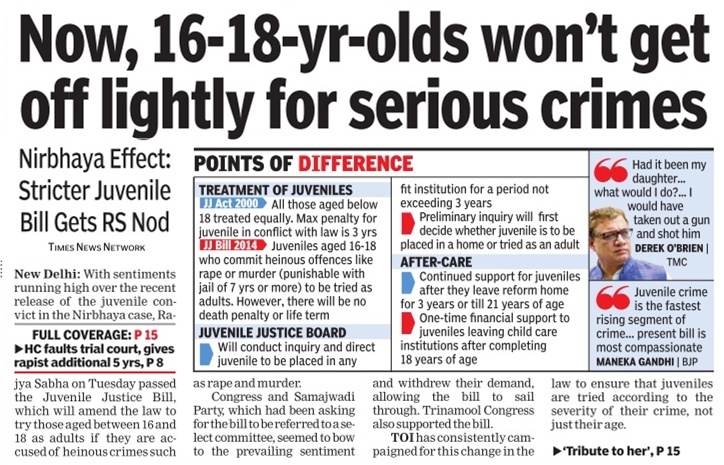 Now, 16-18-yr-olds won't get
off lightly for serious crimes
Nirbhaya Effect:
Stricter Juvenile
Bill Gets RS Nod
TIMES NEWS NETWORK
New Delhi: With sentiments
running high over the recent
release of the juvenile con-
vict in the Nirbhaya case, Ra-
FULL COVERAGE: P 15
▶HC faults trial court, gives
rapist additional 5 yrs, P 8
jya Sabha on Tuesday passed
the Juvenile Justice Bill,
which will amend the law to
try those aged between 16 and
18 as adults if they are ac-
cused of heinous crimes such
POINTS OF DIFFERENCE
TREATMENT OF JUVENILES
JJ Act 2000 All those aged below
18 treated equally. Max penalty for
juvenile in conflict with law is 3 yrs
JJ Bill 2014 Juveniles aged 16-18
who commit heinous offences like
rape or murder (punishable with
jail of 7 yrs or more) to be tried as
adults. However, there will be no
death penalty or life term
JUVENILE JUSTICE BOARD
Will conduct inquiry and direct
juvenile to be placed in any
fit institution for a period not
exceeding 3 years
Preliminary inquiry will first
decide whether juvenile is to be
placed in a home or tried as an adult
AFTER-CARE
Continued support for juveniles
after they leave reform home
for 3 years or till 21 years of age
One-time financial support to
juveniles leaving child care
institutions after completing
18 years of age
Had it been my
daughter...
what would I do?... I
would have
taken out a gun
and shot him
DEREK O'BRIEN |
TMC
Juvenile crime
is the fastest
rising segment of
crime... present bill is
most compassionate
MANEKA GANDHI | BJP
as rape and murder.
Congress and Samajwadi
Party, which had been asking
for the bill to be referred to a se-
lect committee, seemed to bow
to the prevailing sentiment
and withdrew their demand,
allowing the bill to sail
through. Trinamool Congress
also supported the bill.
TOI has consistently cam-
paigned for this change in the
law to ensure that juveniles
are tried according to the
severity of their crime, not
just their age.
▶'Tribute to her', P 15